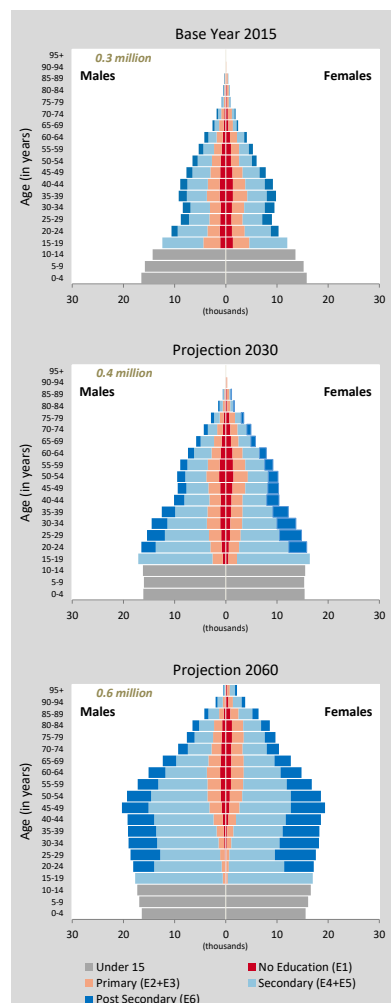 Base Year 2015
0.3 million
Males Females
Age (in years)
95+
90-94
85-89
80-84
75-79
70-74
65-69
60-64
55-59
50-54
45-49
40-44
35-39
30-34
25-29
20-24
15-19
10-14
5-9
0-4
30 20 10 0 10 20 30
(thousands)
Projection 2030
0.4 million
Males Females
Age (in years)
95+
90-94
85-89
80-84
75-79
70-74
65-69
60-64
55-59
50-54
45-49
40-44
35-39
30-34
25-29
20-24
15-19
10-14
5-9
0-4
30 20 10 0 10 20 30
(thousands)
Projection 2060
0.6 million
Males Females
Age (in years)
95+
90-94
85-89
80-84
75-79
70-74
65-69
60-64
55-59
50-54
45-49
40-44
35-39
30-34
25-29
20-24
15-19
10-14
5-9
0-4
30 20 10 0 10 20 30
(thousands)
Under 15 No Education (E1)
Primary (E2+E3) Secondary (E4+E5)
Post Secondary (E6)